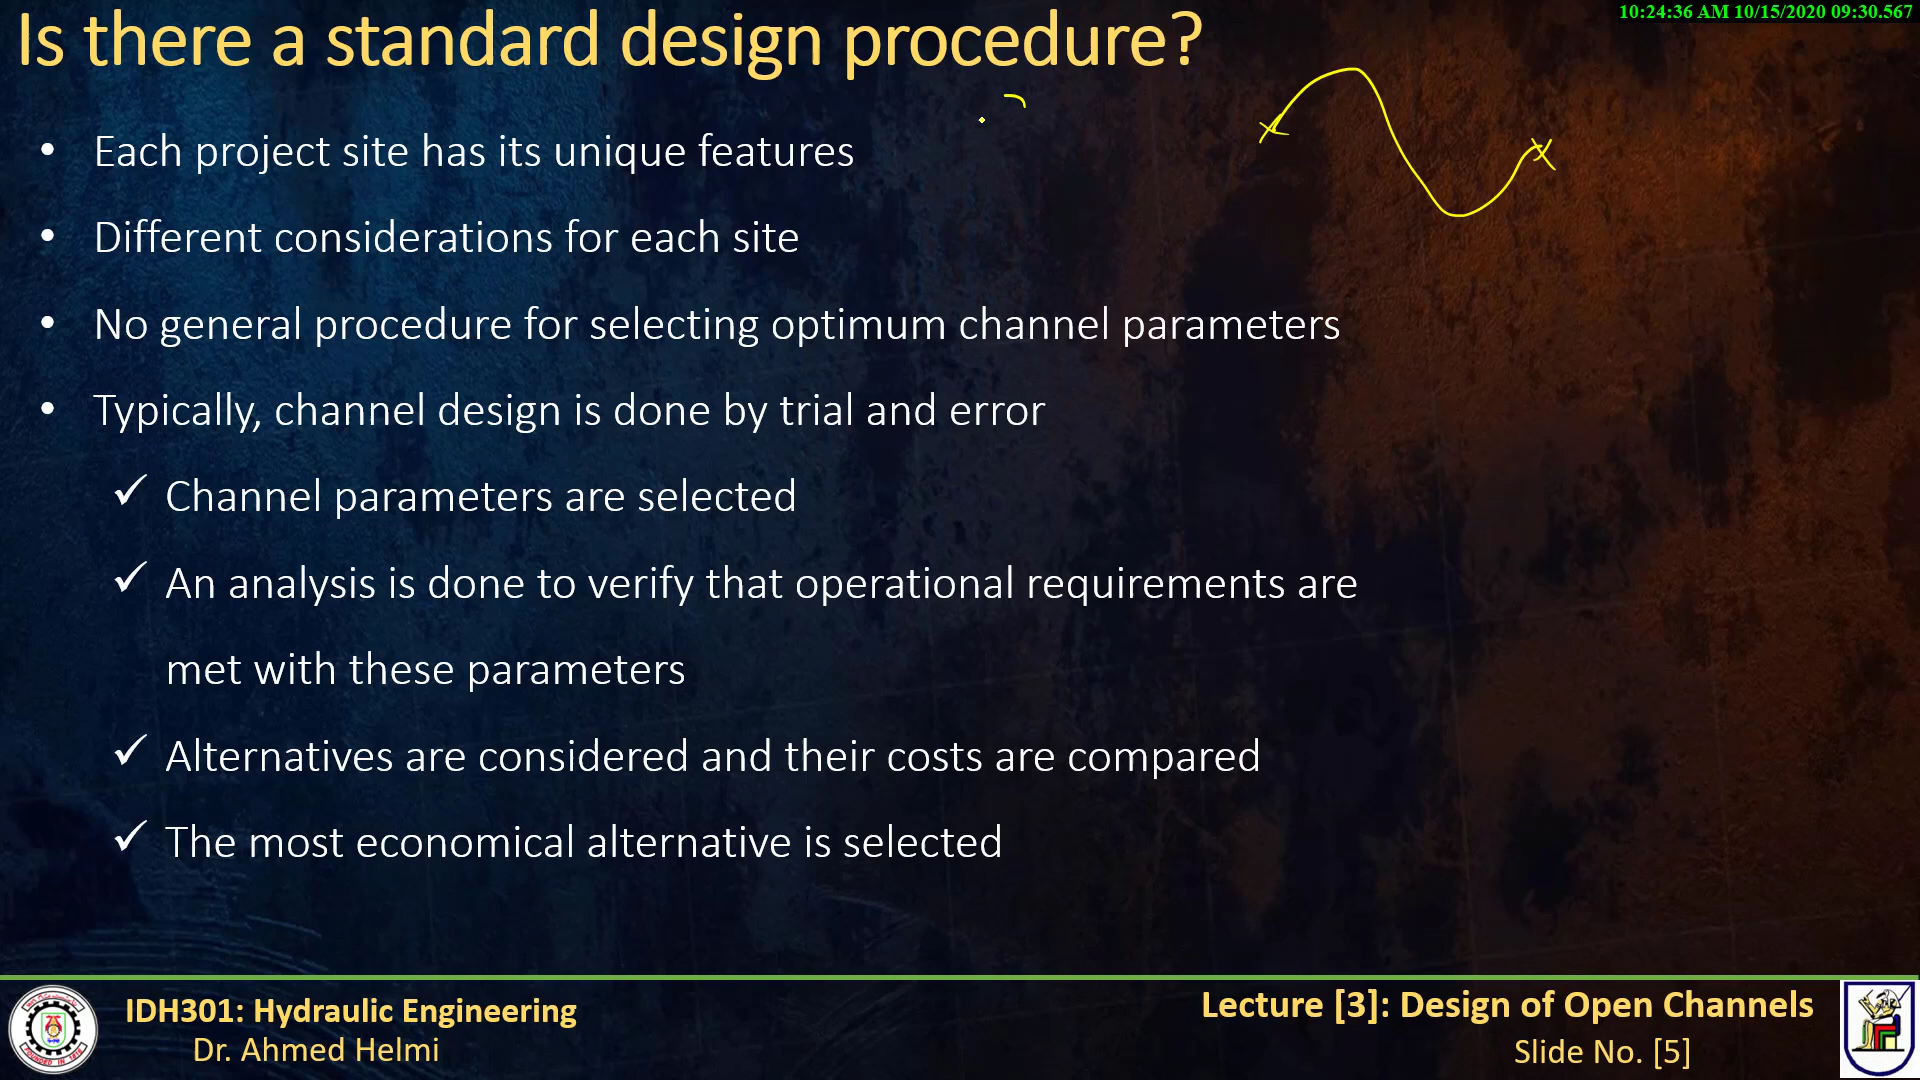 10:24:36 AM 10/15/2020 09:30.567
Is there a standard design procedure?
• Each project site has its unique features
• Different considerations for each site
• No general procedure for selecting optimum channel parameters
• Typically, channel design is done by trial and error
✓ Channel parameters are selected
✓ An analysis is done to verify that operational requirements are
met with these parameters
✓ Alternatives are considered and their costs are compared
✓ The most economical alternative is selected
IDH301: Hydraulic Engineering
Dr. Ahmed Helmi
Lecture [3]: Design of Open Channels
Slide No. [5]